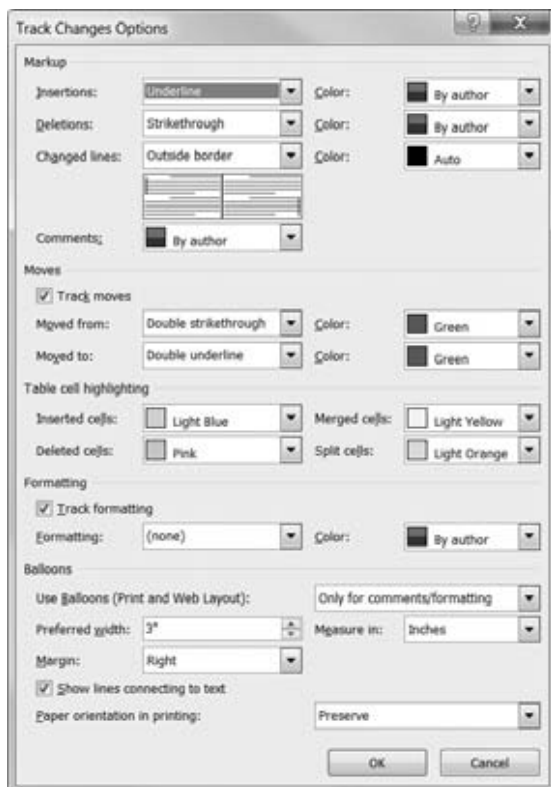 Track Changes Options
Markup
Insertions: Underline Color: By author
Deletions: Strikethrough Color: By author
Changed lines: Outside border Color: Auto
Comments: By author
Moves
Track moves
Moved from: Double strikethrough Color: Green
Moved to: Double underline Color: Green
Table cell highlighting
Inserted cells: Light Blue Merged cells: Light Yellow
Deleted cells: Pink Split cells: Light Orange
Formatting
Track formatting
Formatting: (none) Color: By author
Balloons
Use Balloons (Print and Web Layout): Only for comments/formatting
Preferred width: 3" Measure in: Inches
Margin: Right
Show lines connecting to text
Paper orientation in printing: Preserve
OK Cancel